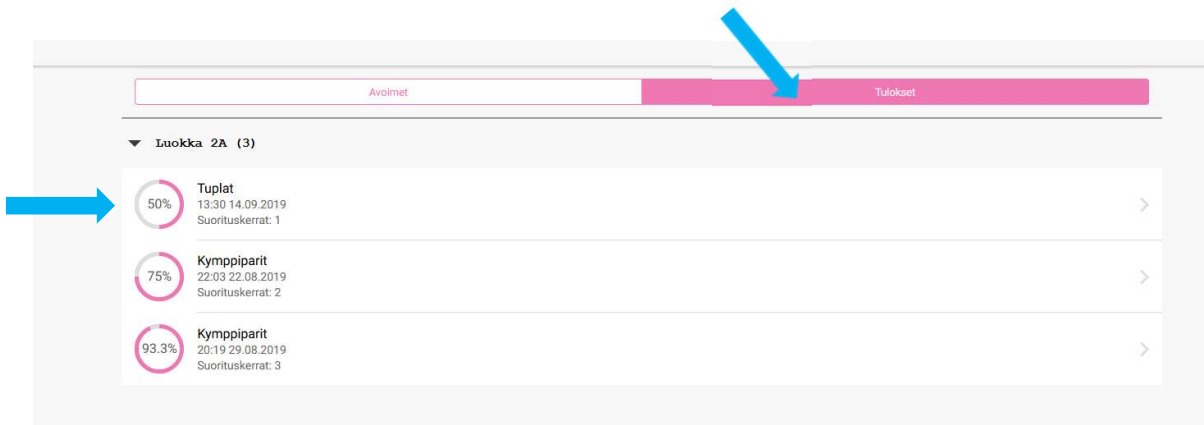 Avoimet
Tulokset
Luokka 2A (3)
50%
Tuplat
13:30 14.09.2019
Suorituskerrat: 1
75%
Kymppiparit
22:03 22.08.2019
Suorituskerrat: 2
93.3%
Kymppiparit
20:19 29.08.2019
Suorituskerrat: 3